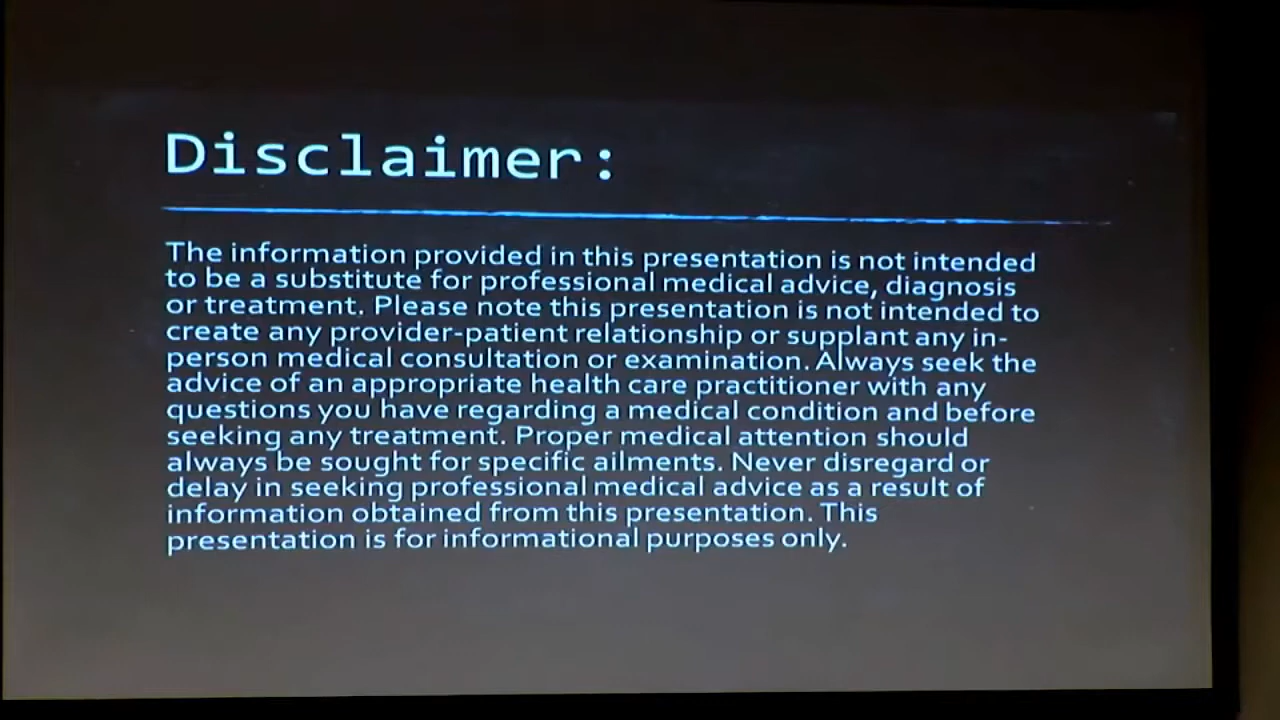 Disclaimer:
The information provided in this presentation is not intended
to be a substitute for professional medical advice, diagnosis
or treatment. Please note this presentation is not intended to
create any provider-patient relationship or supplant any in-
person medical consultation or examination. Always seek the
advice of an appropriate health care practitioner with any
questions you have regarding a medical condition and before
seeking any treatment. Proper medical attention should
always be sought for specific ailments. Never disregard or
delay in seeking professional medical advice as a result of
information obtained from this presentation. This
presentation is for informational purposes only.